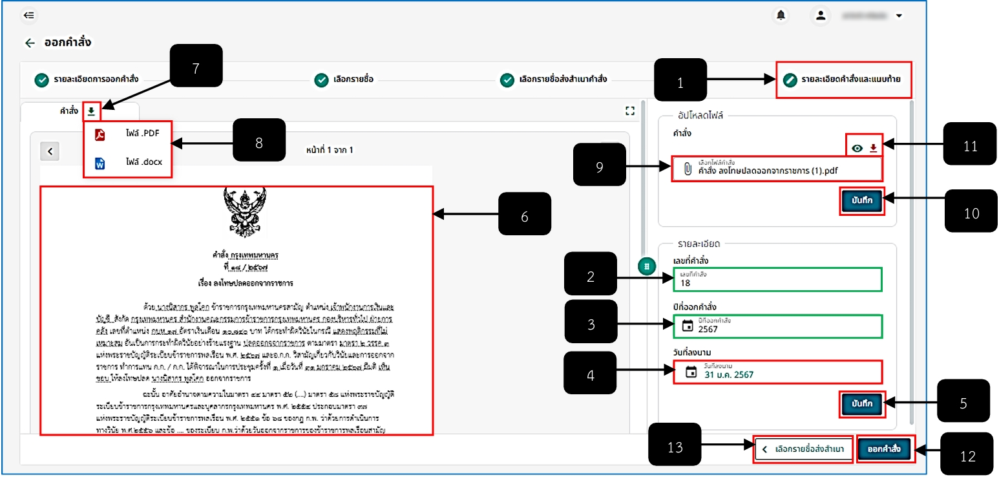 ออกคำสั่ง
7
รายละเอียดการออกคำสั่ง
เลือกรายชื่อ
เลือกรายชื่อส่งสำเนาคำสั่ง
1
รายละเอียดคำสั่งและแนบท้าย
คำสั่ง
ไฟล์ .PDF
ไฟล์ .docx
8
หน้าที่ 1 จาก 1
9
อัปโหลดไฟล์
คำสั่ง
11
เลือกไฟล์คำสั่ง
คำสั่ง ลงโทษปลดออกจากราชการ (1).pdf
บันทึก
10
6
คำสั่ง กรุงเทพมหานคร
ที่ ๑๘ / ๒๕๖๗
เรื่อง ลงโทษปลดออกจากราชการ
ด้วย นางนิสากร พูลโคก ข้าราชการกรุงเทพมหานครสามัญ ตำแหน่ง เจ้าพนักงานการเงินและ
บัญชี สังกัด กรุงเทพมหานคร สำนักงานคณะกรรมการข้าราชการกรุงเทพมหานคร กองบริหารทั่วไป ฝ่ายการ
คลัง เลขที่ตำแหน่ง กบห.๑๗ อัตราเงินเดือน ๑๐,๘๔๐ บาท ได้กระทำผิดวินัยในกรณี แสดงพฤติกรรมที่ไม่
เหมาะสม อันเป็นการกระทำผิดวินัยอย่างร้ายแรงฐาน ปลดออกจากราชการ ตามมาตรา มาตรา ๒ วรรค ๓
แห่งพระราชบัญญัติระเบียบข้าราชการพลเรือน พ.ศ. ๒๕๖๗ และอ.ก.ก. วิสามัญเกี่ยวกับวินัยและการออกจาก
ราชการ ทำการแทน ก.ก. / ก.ก. ได้พิจารณาในการประชุมครั้งที่ ๑ เมื่อวันที่ ๓๑ มกราคม ๒๕๖๗ มีมติ เห็น
ชอบ ให้ลงโทษปลด นางนิสากร พูลโคก ออกจากราชการ
ฉะนั้น อาศัยอำนาจตามความในมาตรา ๔๔ มาตรา ๕๒ (....) มาตรา ๕๘ แห่งพระราชบัญญัติ
ระเบียบข้าราชการกรุงเทพมหานครและบุคลากรกรุงเทพมหานคร พ.ศ. ๒๕๕๔ ประกอบมาตรา ๓๗
แห่งพระราชบัญญัติระเบียบข้าราชการพลเรือน พ.ศ. ๒๕๕๑ ข้อ ๖๘ ของกฎ ก.พ. ว่าด้วยการดำเนินการ
ทางวินัย พ.ศ.๒๕๕๖ และข้อ .... ของระเบียบ ก.พ.ว่าด้วยวันออกจากราชการของข้าราชการพลเรือนสามัญ
รายละเอียด
เลขที่คำสั่ง
2
เลขที่คำสั่ง
18
ปีที่ออกคำสั่ง
3
ปีที่ออกคำสั่ง
2567
วันที่ลงนาม
4
วันที่ลงนาม
31 ม.ค. 2567
บันทึก
5
13
เลือกรายชื่อส่งสำเนา
ออกคำสั่ง
12